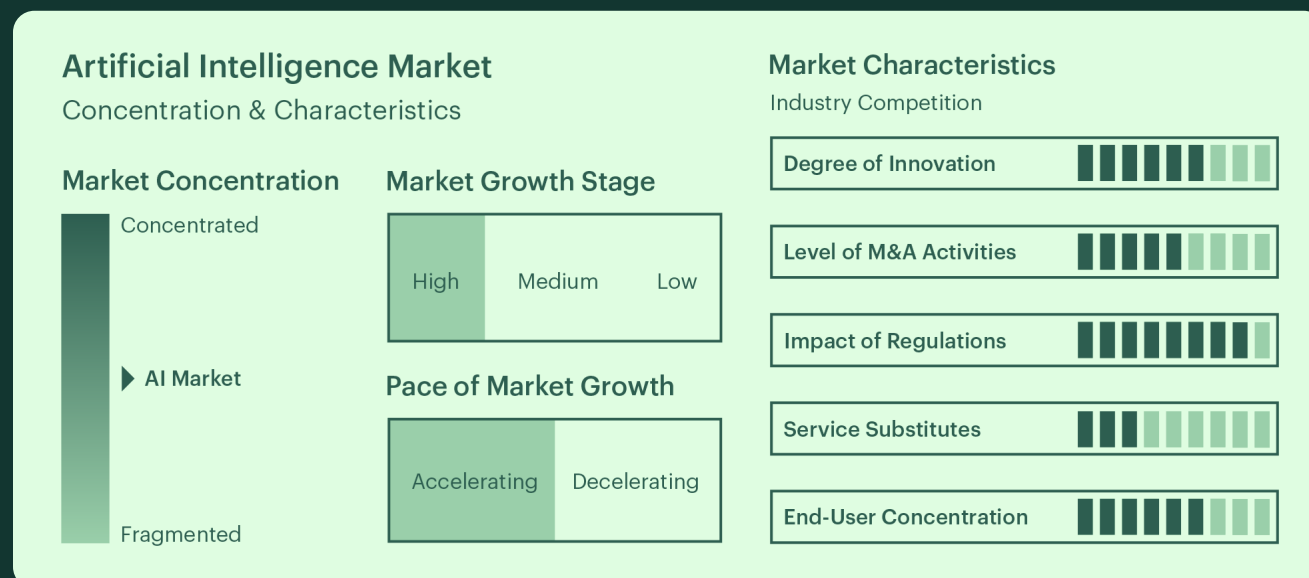 Artificial Intelligence Market
Concentration & Characteristics
Market Concentration
Concentrated
AI Market
Fragmented
Market Growth Stage
High Medium Low
Pace of Market Growth
Accelerating Decelerating
Market Characteristics
Industry Competition
Degree of Innovation
Level of M&A Activities
Impact of Regulations
Service Substitutes
End-User Concentration